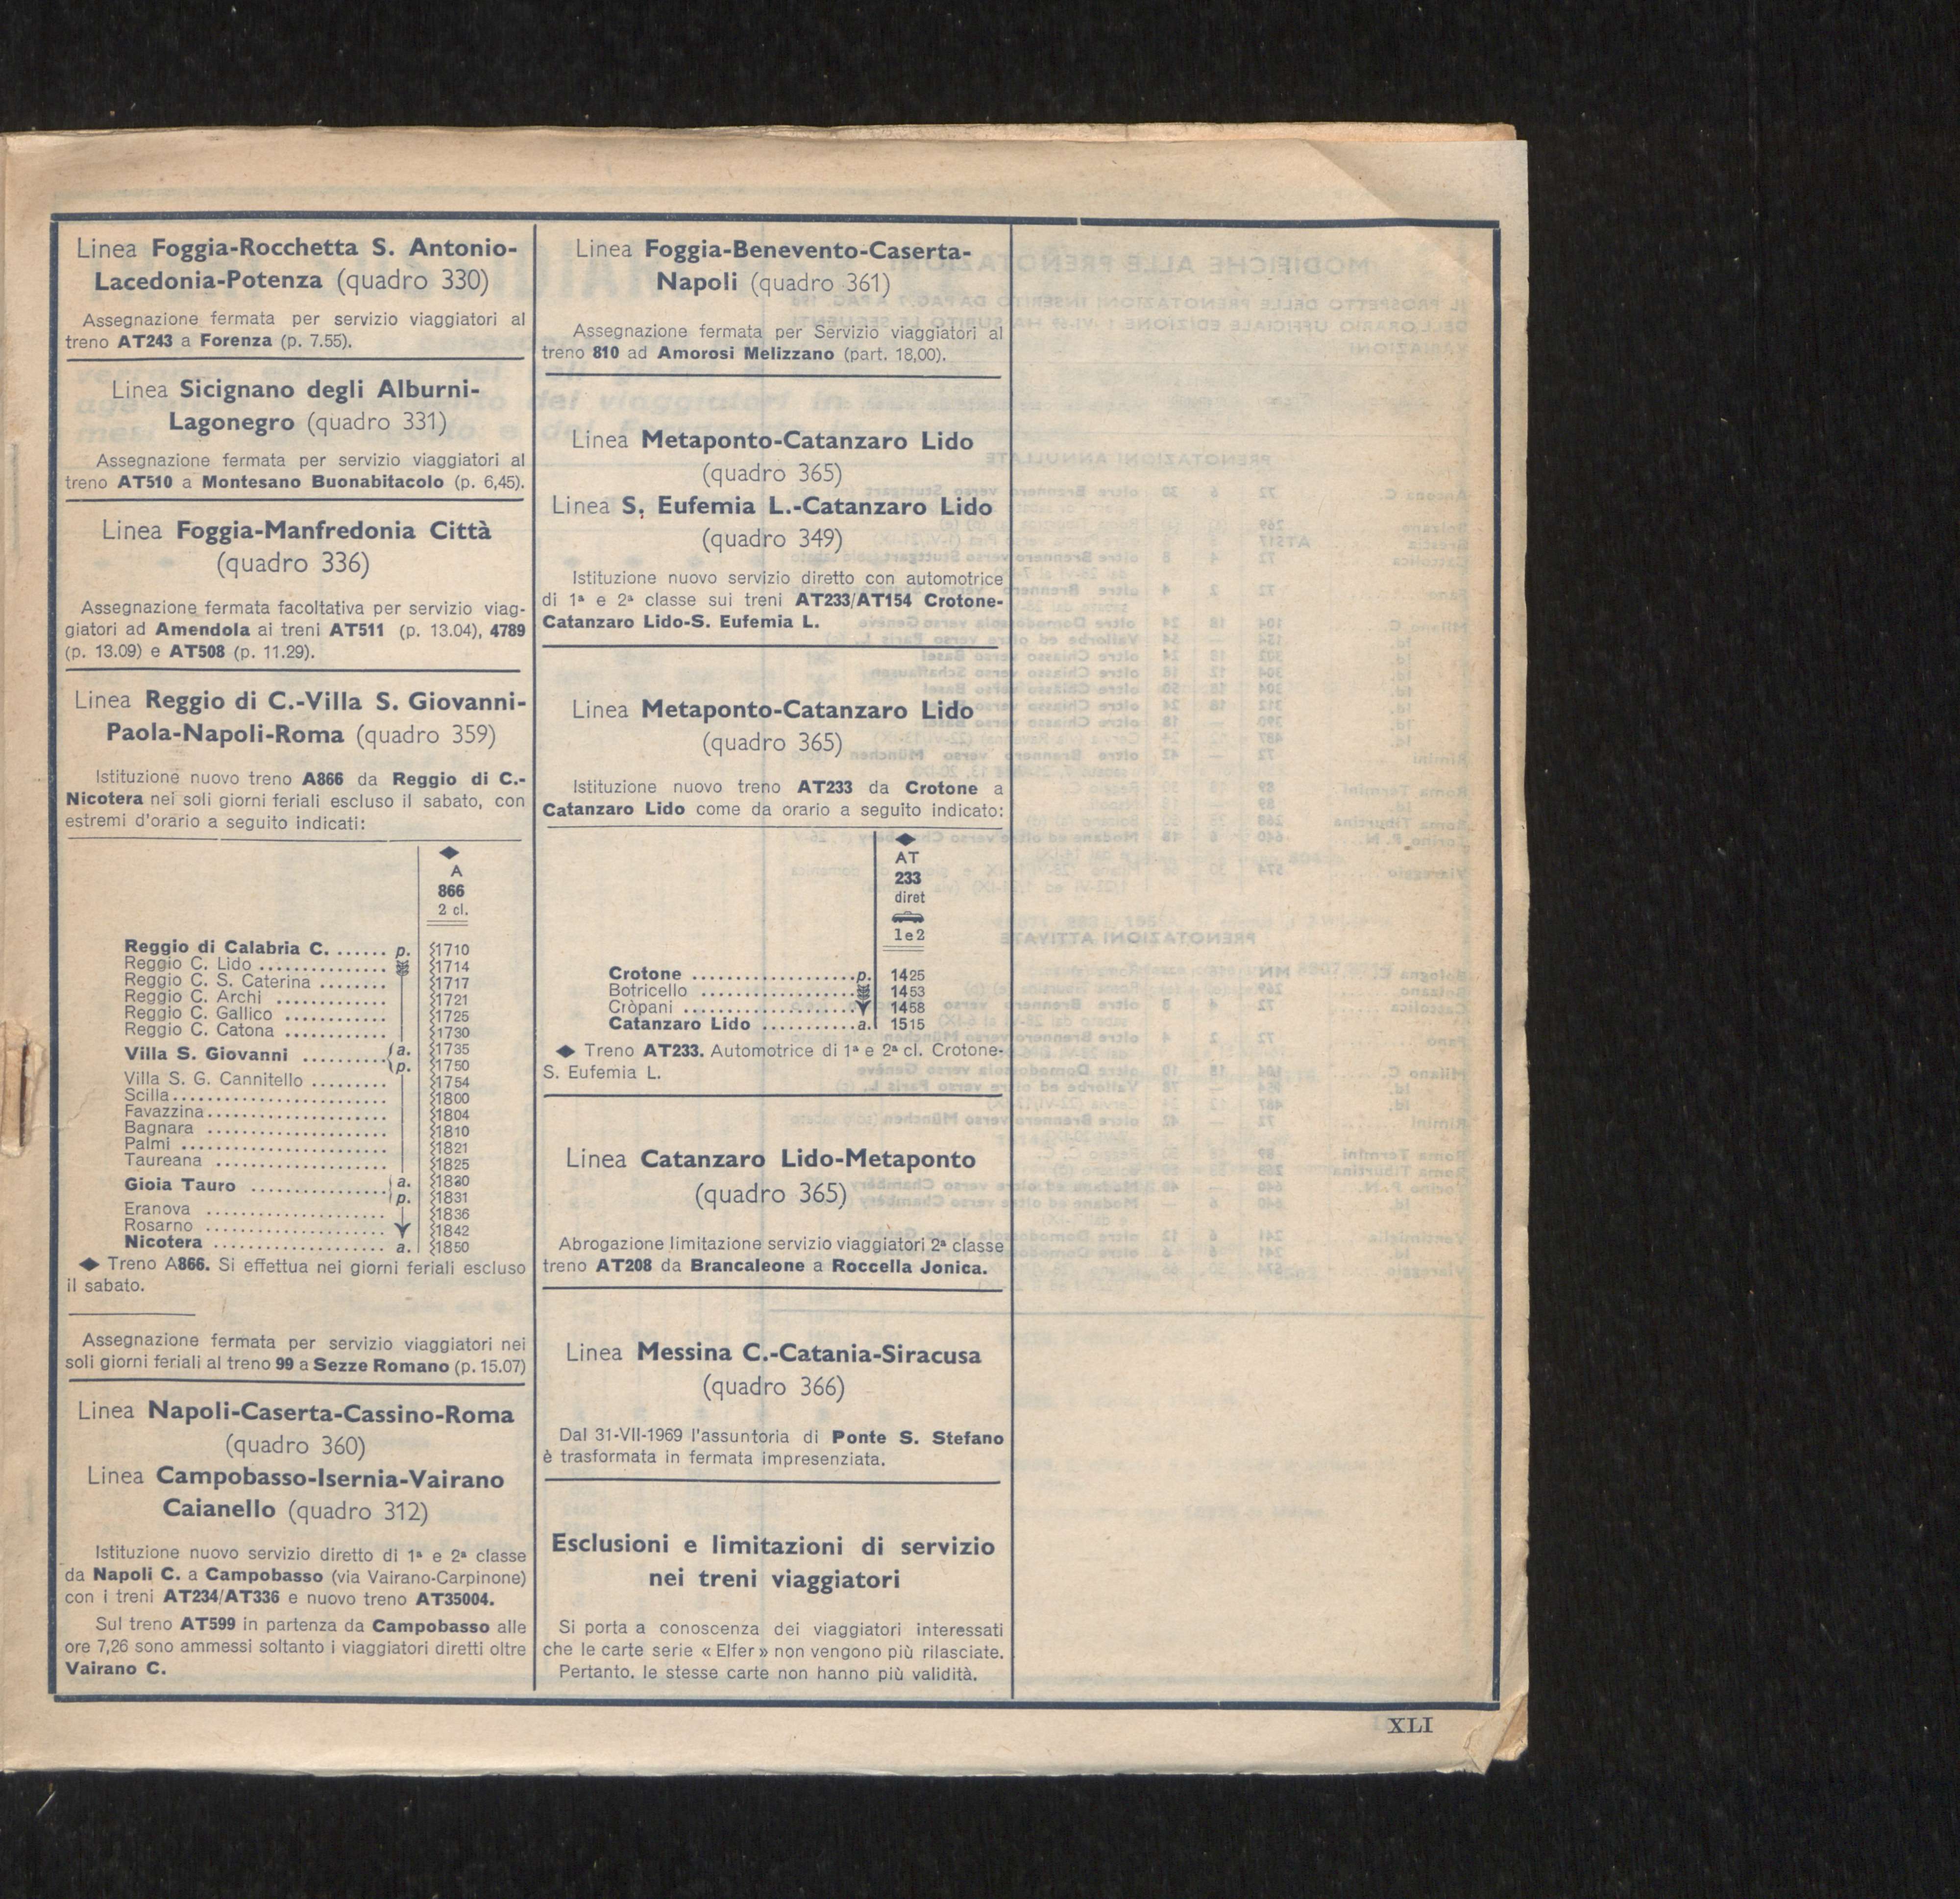 Linea Foggia-Rocchetta S. Antonio-
Lacedonia-Potenza (quadro 330)
Assegnazione fermata per servizio viaggiatori al
treno AT243 a Forenza (p. 7.55).
Linea Sicignano degli Alburni-
Lagonegro (quadro 331)
Assegnazione fermata per servizio viaggiatori al
treno AT510 a Montesano Buonabitacolo (p. 6,45).
Linea Foggia-Manfredonia Città
(quadro 336)
Assegnazione fermata facoltativa per servizio viag-
giatori ad Amendola ai treni AT511 (p. 13.04), 4789
(p. 13.09) e AT508 (p. 11.29).
Linea Reggio di C.-Villa S. Giovanni-
Paola-Napoli-Roma (quadro 359)
Istituzione nuovo treno A866 da Reggio di C.-
Nicotera nei soli giorni feriali escluso il sabato, con
estremi d'orario a seguito indicati:
◆
A
866
2 cl.
Reggio di Calabria C. ...... p. 1710
Reggio C. Lido ............... 1714
Reggio C. S. Caterina ........ 1717
Reggio C. Archi ............ 1721
Reggio C. Gallico ........... 1725
Reggio C. Catona ........... 1730
Villa S. Giovanni ......... a. 1735
p. 1750
Villa S. G. Cannitello ......... 1754
Scilla......................... 1800
Favazzina..................... 1804
Bagnara ..................... 1810
Palmi ........................ 1821
Taureana .................... 1825
Gioia Tauro ................ a. 1830
p. 1831
Eranova ..................... 1836
Rosarno ..................... 1842
Nicotera .................... a. 1850
◆ Treno A866. Si effettua nei giorni feriali escluso
il sabato.
Assegnazione fermata per servizio viaggiatori nei
soli giorni feriali al treno 99 a Sezze Romano (p. 15.07)
Linea Napoli-Caserta-Cassino-Roma
(quadro 360)
Linea Campobasso-Isernia-Vairano
Caianello (quadro 312)
Istituzione nuovo servizio diretto di 1ª e 2ª classe
da Napoli C. a Campobasso (via Vairano-Carpinone)
con i treni AT234/AT336 e nuovo treno AT35004.
Sul treno AT599 in partenza da Campobasso alle
ore 7,26 sono ammessi soltanto i viaggiatori diretti oltre
Vairano C.
Linea Foggia-Benevento-Caserta-
Napoli (quadro 361)
Assegnazione fermata per Servizio viaggiatori al
treno 810 ad Amorosi Melizzano (part. 18,00).
Linea Metaponto-Catanzaro Lido
(quadro 365)
Linea S. Eufemia L.-Catanzaro Lido
(quadro 349)
Istituzione nuovo servizio diretto con automotrice
di 1ª e 2ª classe sui treni AT233/AT154 Crotone-
Catanzaro Lido-S. Eufemia L.
Linea Metaponto-Catanzaro Lido
(quadro 365)
Istituzione nuovo treno AT233 da Crotone a
Catanzaro Lido come da orario a seguito indicato:
◆
AT
233
diret
1e2
Crotone ...................p. 1425
Botricello .................. 1453
Cròpani .................... 1458
Catanzaro Lido ...........a. 1515
◆ Treno AT233. Automotrice di 1ª e 2ª cl. Crotone-
S. Eufemia L.
Linea Catanzaro Lido-Metaponto
(quadro 365)
Abrogazione limitazione servizio viaggiatori 2ª classe
treno AT208 da Brancaleone a Roccella Jonica.
Linea Messina C.-Catania-Siracusa
(quadro 366)
Dal 31-VII-1969 l'assuntoria di Ponte S. Stefano
è trasformata in fermata impresenziata.
Esclusioni e limitazioni di servizio
nei treni viaggiatori
Si porta a conoscenza dei viaggiatori interessati
che le carte serie « Elfer » non vengono più rilasciate.
Pertanto. le stesse carte non hanno più validità.
XLI